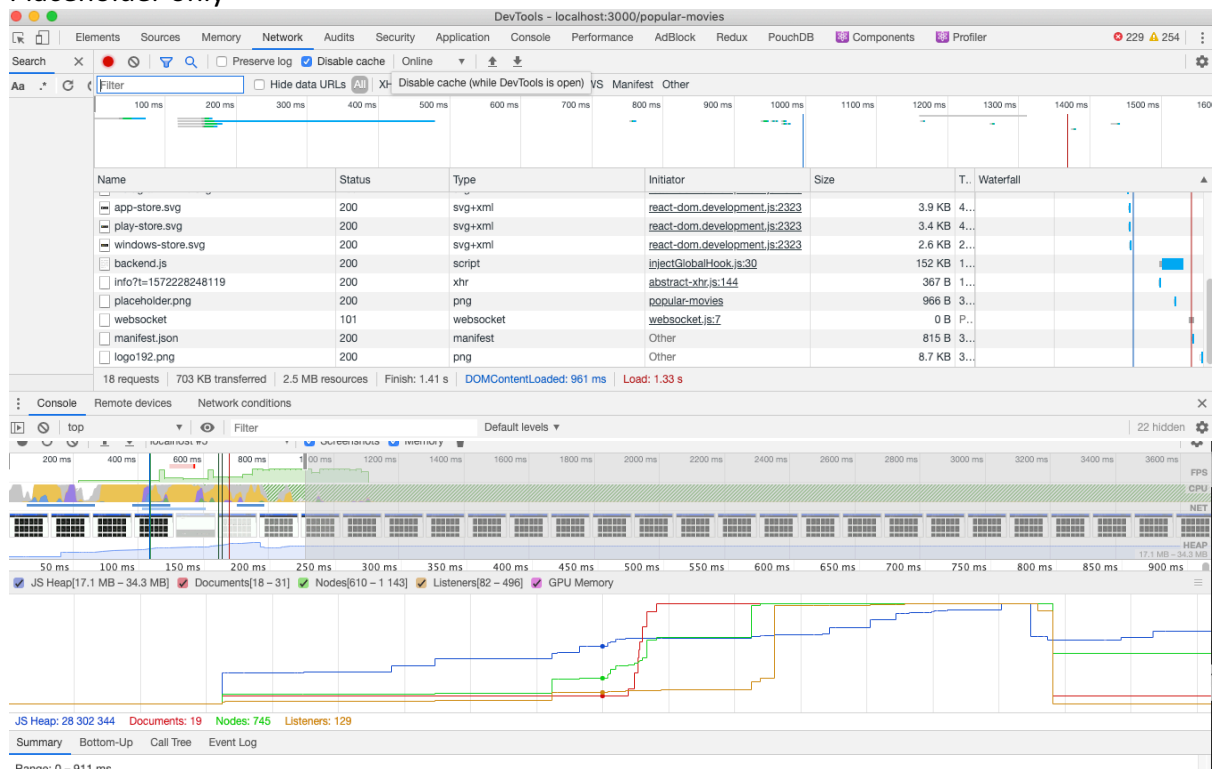 DevTools - localhost:3000/popular-movies
Elements Sources Memory Network Audits Security Application Console Performance AdBlock Redux PouchDB Components Profiler 229 254
Search × Preserve log Disable cache Online
Aa .* Filter Hide data URLs All Disable cache (while DevTools is open) VS Manifest Other
100 ms 200 ms 300 ms 400 ms 500 ms 600 ms 700 ms 800 ms 900 ms 1000 ms 1100 ms 1200 ms 1300 ms 1400 ms 1500 ms
Name Status Type Initiator Size T.. Waterfall
app-store.svg 200 svg+xml react-dom.development.js:2323 3.9 KB 4...
play-store.svg 200 svg+xml react-dom.development.js:2323 3.4 KB 4...
windows-store.svg 200 svg+xml react-dom.development.js:2323 2.6 KB 2...
backend.js 200 script injectGlobalHook.js:30 152 KB 1...
info?t=1572228248119 200 xhr abstract-xhr.js:144 367 B 1...
placeholder.png 200 png popular-movies 966 B 3...
websocket 101 websocket websocket.js:7 0 B P..
manifest.json 200 manifest Other 815 B 3...
logo192.png 200 png Other 8.7 KB 3...
18 requests 703 KB transferred 2.5 MB resources Finish: 1.41 s DOMContentLoaded: 961 ms Load: 1.33 s
Console Remote devices Network conditions ×
top Filter Default levels ▼ 22 hidden
Screenshots Memory
200 ms 400 ms 600 ms 800 ms 1200 ms 1400 ms 1600 ms 1800 ms 2000 ms 2200 ms 2400 ms 2600 ms 2800 ms 3000 ms 3200 ms 3400 ms 3600 ms
FPS
CPU
NET
HEAP
17.1 MB – 34.3 MB
50 ms 100 ms 150 ms 200 ms 250 ms 300 ms 350 ms 400 ms 450 ms 500 ms 550 ms 600 ms 650 ms 700 ms 750 ms 800 ms 850 ms 900 ms
JS Heap[17.1 MB – 34.3 MB] Documents[18 – 31] Nodes[610 – 1 143] Listeners[82 – 496] GPU Memory
JS Heap: 28 302 344 Documents: 19 Nodes: 745 Listeners: 129
Summary Bottom-Up Call Tree Event Log
Range: 0 – 911 ms